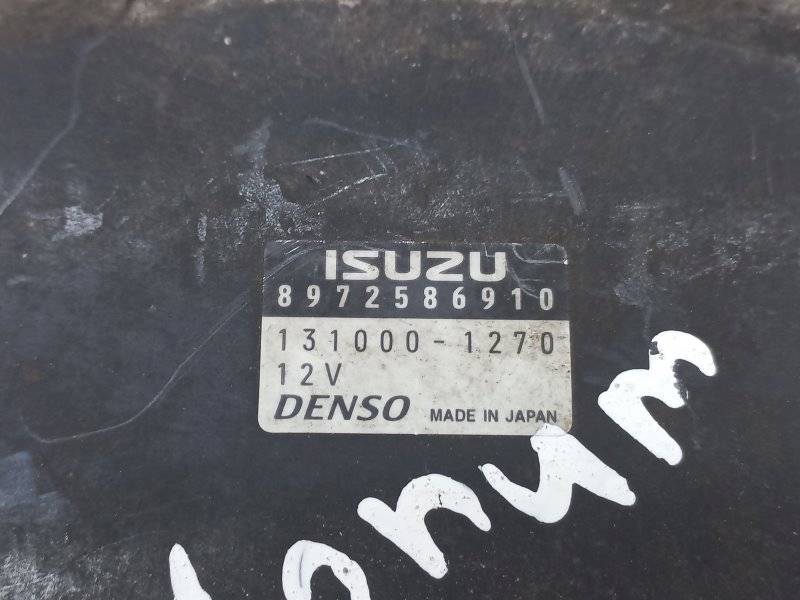 ISUZU
8972586910
131000-1270
12V
DENSO MADE IN JAPAN